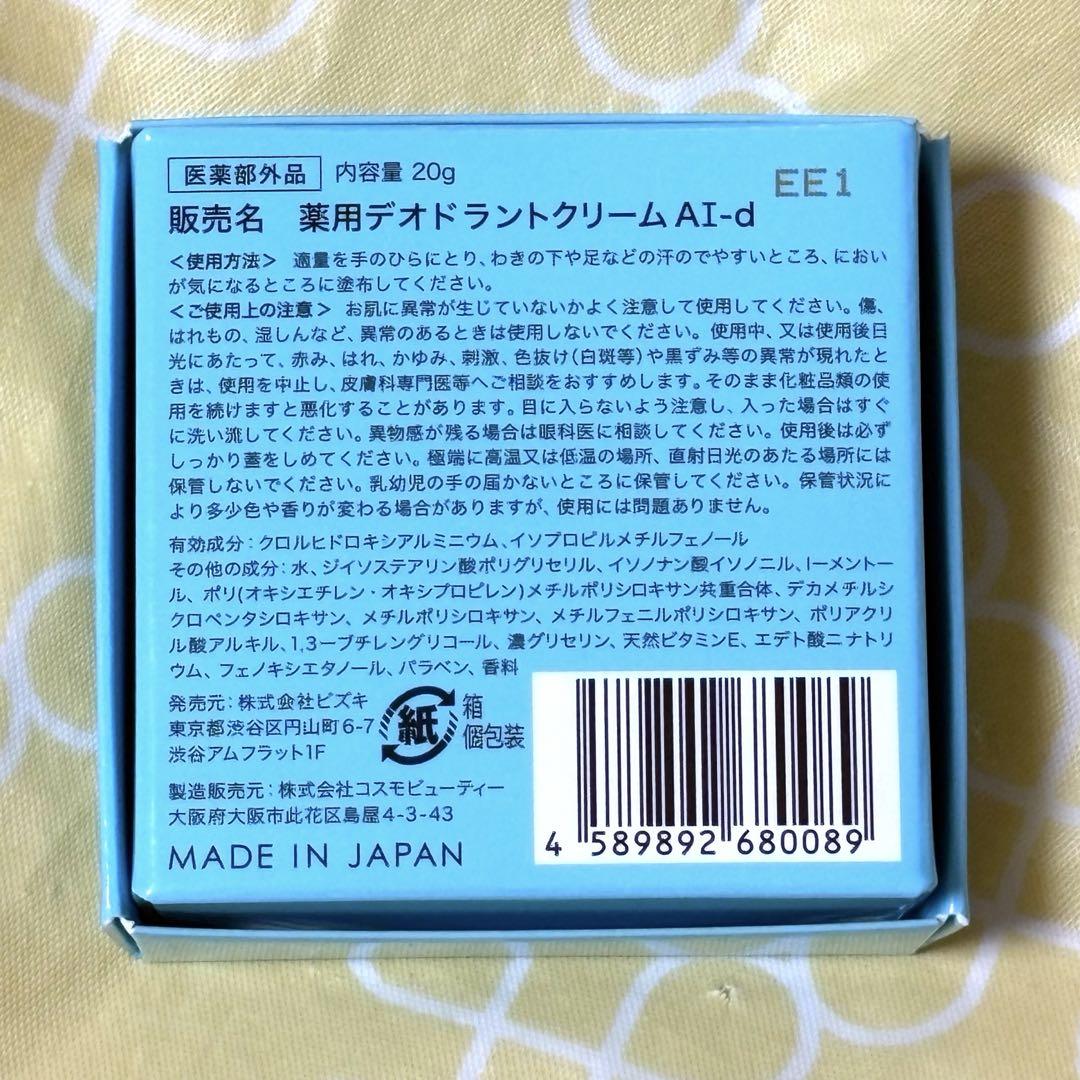 医薬部外品 内容量 20g
EE1
販売名　薬用デオドラントクリームAI-d
＜使用方法＞ 適量を手のひらにとり、わきの下や足などの汗のでやすいところ、におい
が気になるところに塗布してください。
＜ご使用上の注意＞ お肌に異常が生じていないかよく注意して使用してください。傷、
はれもの、湿しんなど、異常のあるときは使用しないでください。使用中、又は使用後日
光にあたって、赤み、はれ、かゆみ、刺激、色抜け（白斑等）や黒ずみ等の異常が現れたと
きは、使用を中止し、皮膚科専門医等へご相談をおすすめします。そのまま化粧品類の使
用を続けますと悪化することがあります。目に入らないよう注意し、入った場合はすぐ
に洗い流してください。異物感が残る場合は眼科医に相談してください。使用後は必ず
しっかり蓋をしめてください。極端に高温又は低温の場所、直射日光のあたる場所には
保管しないでください。乳幼児の手の届かないところに保管してください。保管状況に
より多少色や香りが変わる場合がありますが、使用には問題ありません。
有効成分：クロルヒドロキシアルミニウム、イソプロピルメチルフェノール
その他の成分：水、ジイソステアリン酸ポリグリセリル、イソノナン酸イソノニル、l－メントー
ル、ポリ(オキシエチレン・オキシプロピレン)メチルポリシロキサン共重合体、デカメチルシ
クロペンタシロキサン、メチルポリシロキサン、メチルフェニルポリシロキサン、ポリアクリ
ル酸アルキル、1,3－ブチレングリコール、濃グリセリン、天然ビタミンE、エデト酸ニナトリ
ウム、フェノキシエタノール、パラベン、香料
発売元：株式会社ビズキ
東京都渋谷区円山町6-7
渋谷アムフラット1F
紙
箱
個包装
製造販売元：株式会社コスモビューティー
大阪府大阪市此花区島屋4-3-43
MADE IN JAPAN
4 589892 680089